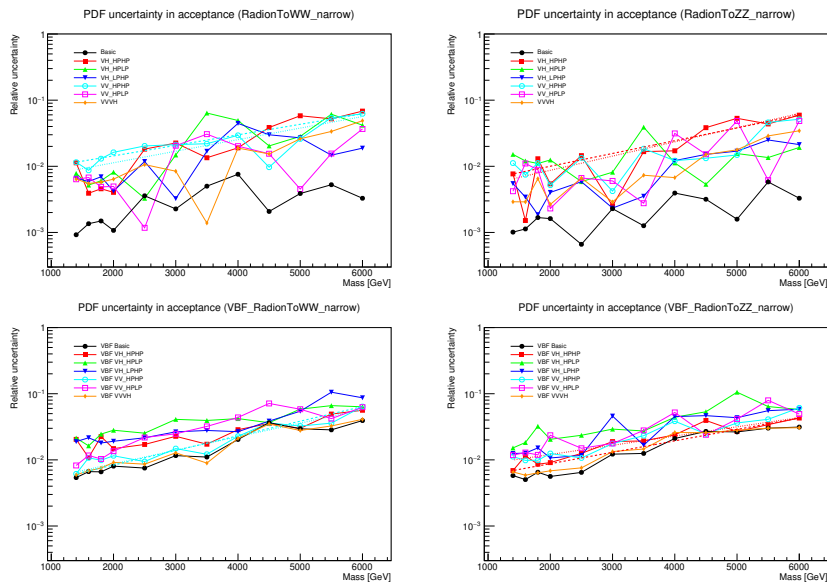 PDF uncertainty in acceptance (RadionToWW_narrow)
Relative uncertainty
1
10⁻¹
10⁻²
10⁻³
Basic
VH_HPHP
VH_HPLP
VH_LPHP
VV_HPHP
VV_HPLP
VVVH
1000 2000 3000 4000 5000 6000
Mass [GeV]
PDF uncertainty in acceptance (RadionToZZ_narrow)
Relative uncertainty
1
10⁻¹
10⁻²
10⁻³
Basic
VH_HPHP
VH_HPLP
VH_LPHP
VV_HPHP
VV_HPLP
VVVH
1000 2000 3000 4000 5000 6000
Mass [GeV]
PDF uncertainty in acceptance (VBF_RadionToWW_narrow)
Relative uncertainty
1
10⁻¹
10⁻²
10⁻³
VBF Basic
VBF VH_HPHP
VBF VH_HPLP
VBF VH_LPHP
VBF VV_HPHP
VBF VV_HPLP
VBF VVVH
1000 2000 3000 4000 5000 6000
Mass [GeV]
PDF uncertainty in acceptance (VBF_RadionToZZ_narrow)
Relative uncertainty
1
10⁻¹
10⁻²
10⁻³
VBF Basic
VBF VH_HPHP
VBF VH_HPLP
VBF VH_LPHP
VBF VV_HPHP
VBF VV_HPLP
VBF VVVH
1000 2000 3000 4000 5000 6000
Mass [GeV]